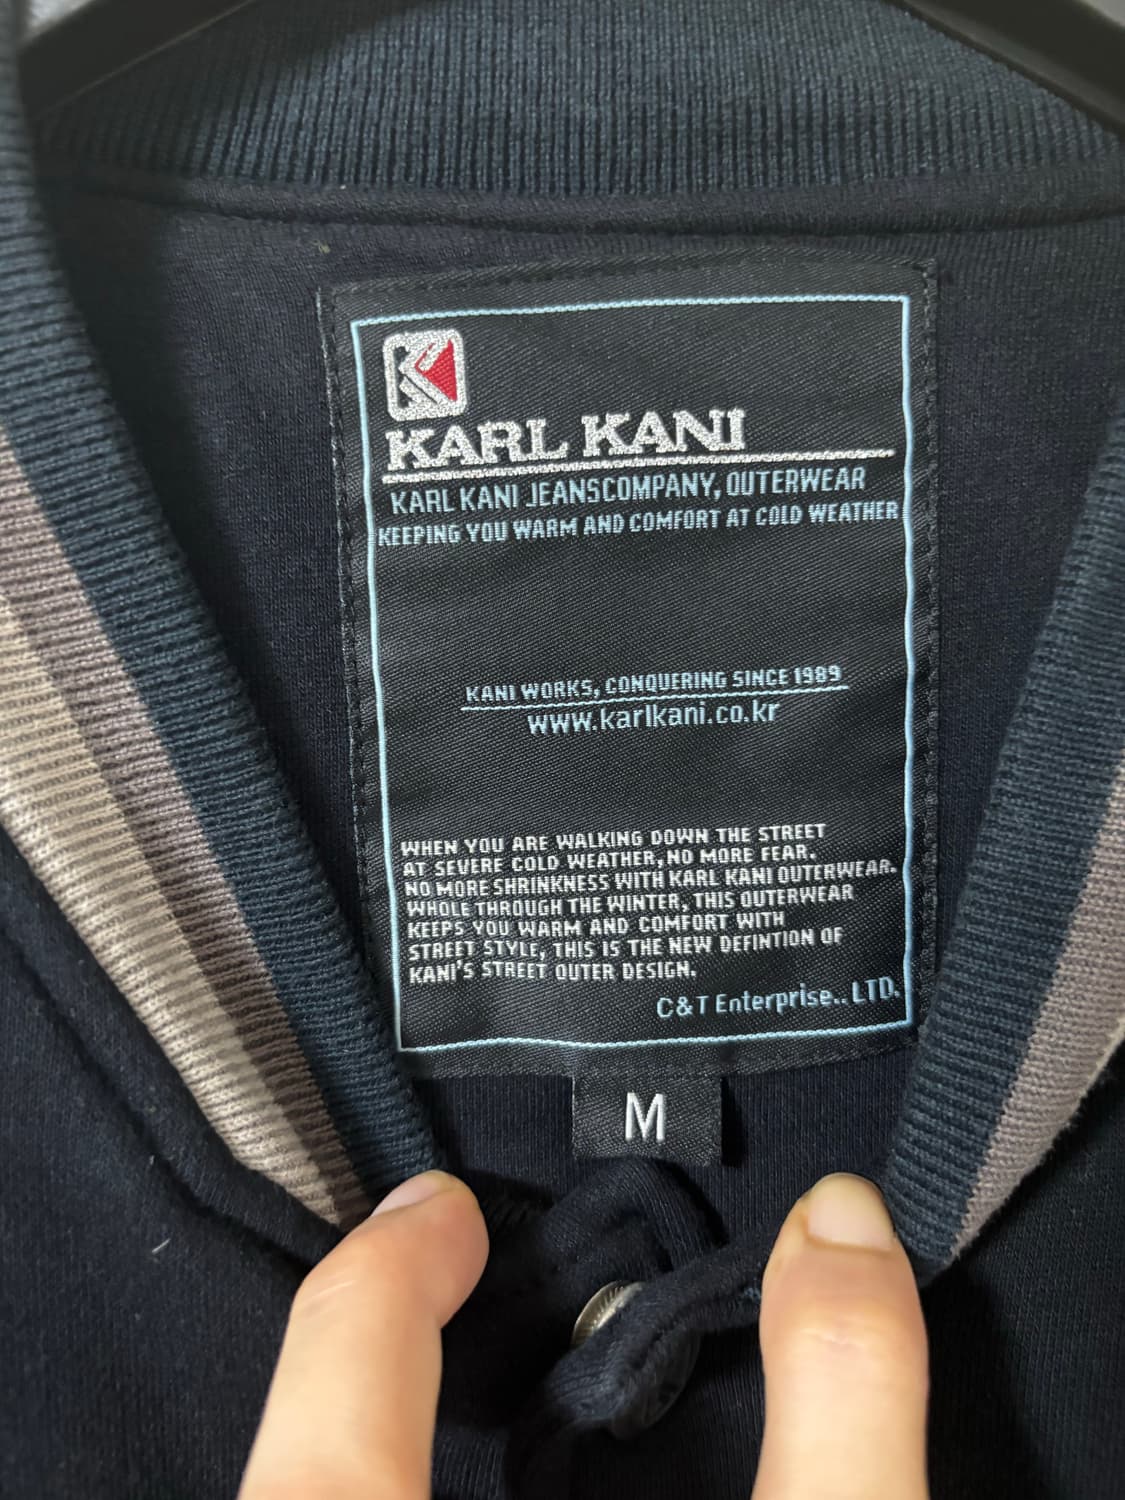 KARL KANI
KARL KANI JEANSCOMPANY, OUTERWEAR
KEEPING YOU WARM AND COMFORT AT COLD WEATHER
KANI WORKS, CONQUERING SINCE 1989
www.karlkani.co.kr
WHEN YOU ARE WALKING DOWN THE STREET
AT SEVERE COLD WEATHER, NO MORE FEAR.
NO MORE SHRINKNESS WITH KARL KANI OUTERWEAR.
WHOLE THROUGH THE WINTER, THIS OUTERWEAR
KEEPS YOU WARM AND COMFORT WITH
STREET STYLE, THIS IS THE NEW DEFINTION OF
KANI'S STREET OUTER DESIGN.
C&T Enterprise.. LTD.
M